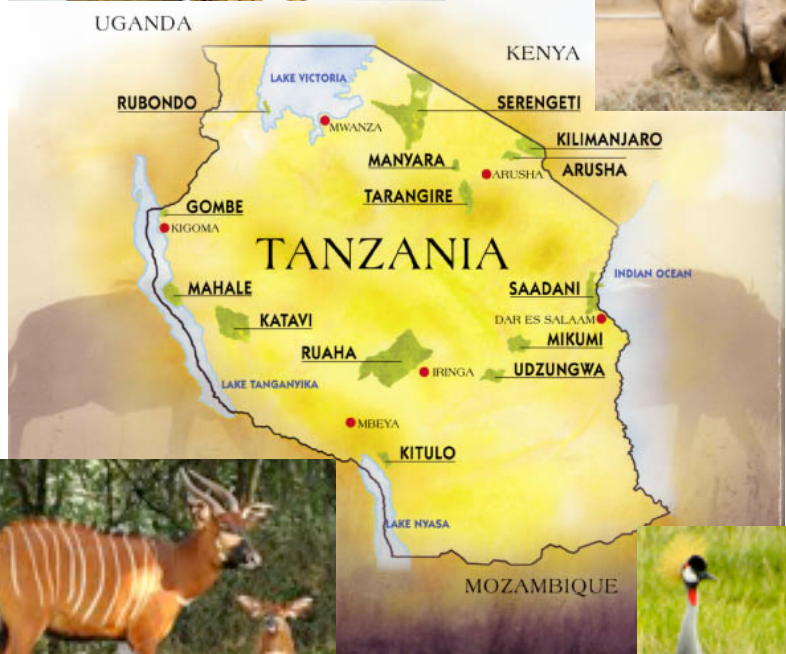 UGANDA
KENYA
LAKE VICTORIA
RUBONDO
SERENGETI
MWANZA
KILIMANJARO
MANYARA
ARUSHA
ARUSHA
TARANGIRE
GOMBE
KIGOMA
TANZANIA
INDIAN OCEAN
MAHALE
SAADANI
KATAVI
DAR ES SALAAM
MIKUMI
RUAHA
IRINGA
UDZUNGWA
LAKE TANGANYIKA
MBEYA
KITULO
LAKE NYASA
MOZAMBIQUE